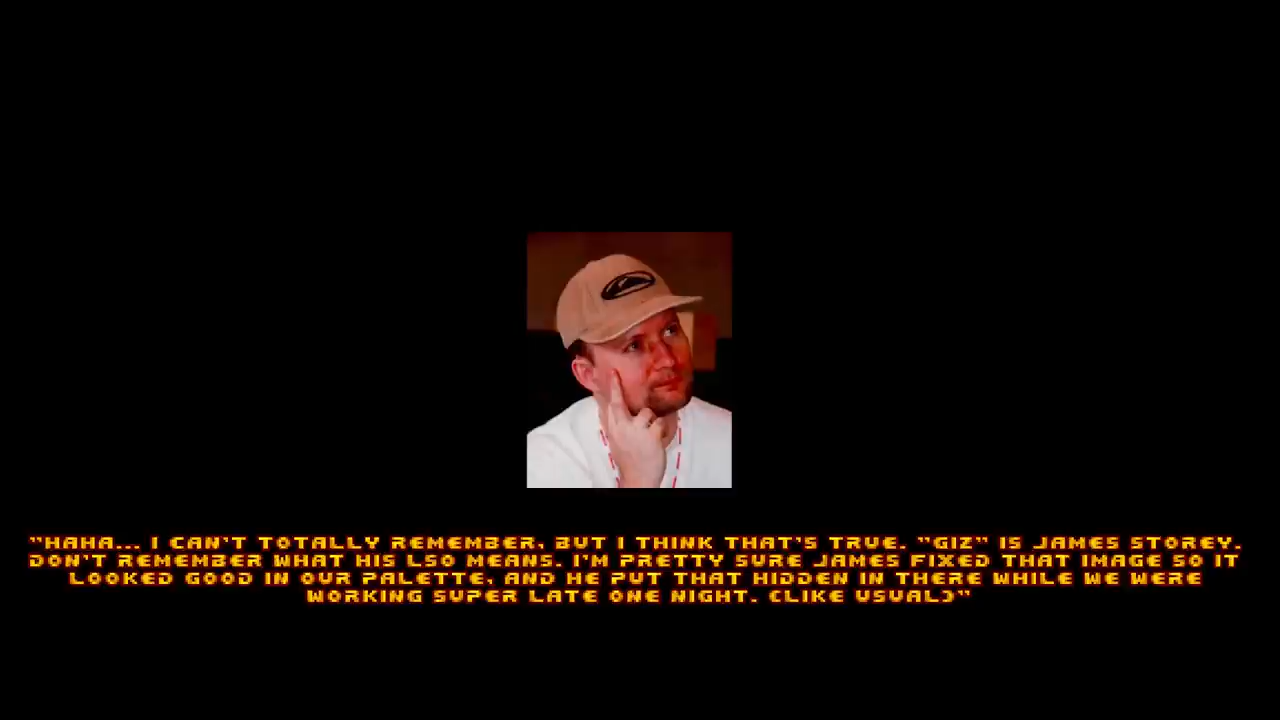 "HAHA... I CAN'T TOTALLY REMEMBER, BUT I THINK THAT'S TRUE. "GIZ" IS JAMES STOREY.
DON'T REMEMBER WHAT HIS LSO MEANS. I'M PRETTY SURE JAMES FIXED THAT IMAGE SO IT
LOOKED GOOD IN OUR PALETTE, AND HE PUT THAT HIDDEN IN THERE WHILE WE WERE
WORKING SUPER LATE ONE NIGHT. (LIKE USUAL)"